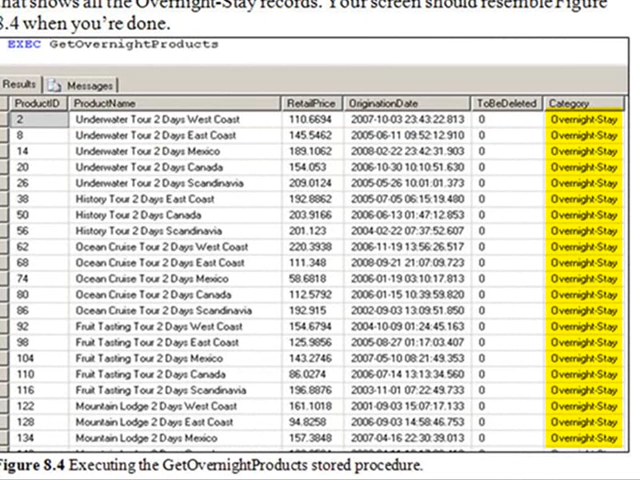 that shows all the Overnight-Stay records. Your screen should resemble Figure
8.4 when you're done.
EXEC GetOvernightProducts
Results Messages
ProductID ProductName RetailPrice OriginationDate ToBeDeleted Category
2 Underwater Tour 2 Days West Coast 110.6694 2007-10-03 23:43:22.813 0 Overnight-Stay
8 Underwater Tour 2 Days East Coast 145.5462 2005-06-11 09:52:12.910 0 Overnight-Stay
14 Underwater Tour 2 Days Mexico 189.1062 2008-02-22 23:42:31.903 0 Overnight-Stay
20 Underwater Tour 2 Days Canada 154.053 2006-10-30 10:10:51.630 0 Overnight-Stay
26 Underwater Tour 2 Days Scandinavia 209.0124 2005-05-26 10:01:01.373 0 Overnight-Stay
38 History Tour 2 Days East Coast 192.8862 2005-07-05 06:15:19.480 0 Overnight-Stay
50 History Tour 2 Days Canada 203.9166 2006-06-13 01:47:12.853 0 Overnight-Stay
56 History Tour 2 Days Scandinavia 201.123 2004-02-22 07:37:52.607 0 Overnight-Stay
62 Ocean Cruise Tour 2 Days West Coast 220.3938 2006-11-19 13:56:26.517 0 Overnight-Stay
68 Ocean Cruise Tour 2 Days East Coast 111.348 2008-09-21 21:07:09.723 0 Overnight-Stay
74 Ocean Cruise Tour 2 Days Mexico 58.6818 2006-01-19 03:10:17.813 0 Overnight-Stay
80 Ocean Cruise Tour 2 Days Canada 112.5792 2006-01-15 10:39:59.820 0 Overnight-Stay
86 Ocean Cruise Tour 2 Days Scandinavia 192.915 2002-09-03 13:09:51.850 0 Overnight-Stay
92 Fruit Tasting Tour 2 Days West Coast 154.6794 2004-10-09 01:24:45.163 0 Overnight-Stay
98 Fruit Tasting Tour 2 Days East Coast 125.9856 2005-08-27 01:17:03.407 0 Overnight-Stay
104 Fruit Tasting Tour 2 Days Mexico 143.2746 2007-05-10 08:21:49.353 0 Overnight-Stay
110 Fruit Tasting Tour 2 Days Canada 86.0274 2006-07-14 13:13:34.560 0 Overnight-Stay
116 Fruit Tasting Tour 2 Days Scandinavia 196.8876 2003-11-01 07:22:49.733 0 Overnight-Stay
122 Mountain Lodge 2 Days West Coast 161.1018 2001-09-03 15:07:17.133 0 Overnight-Stay
128 Mountain Lodge 2 Days East Coast 94.8258 2006-09-03 14:58:46.753 0 Overnight-Stay
134 Mountain Lodge 2 Days Mexico 157.3848 2007-04-16 22:30:39.013 0 Overnight-Stay
Figure 8.4 Executing the GetOvernightProducts stored procedure.